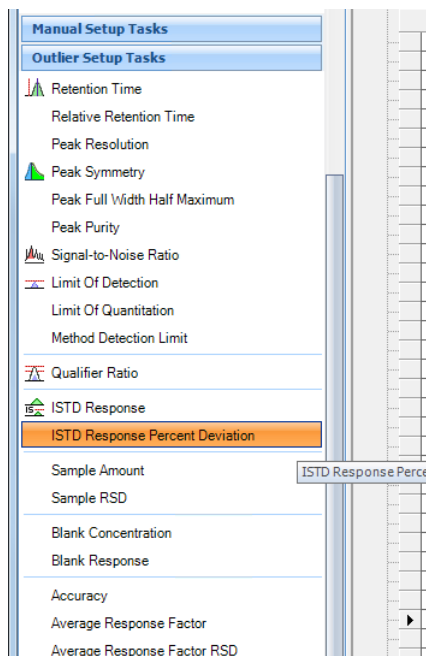 Manual Setup Tasks
Outlier Setup Tasks
Retention Time
Relative Retention Time
Peak Resolution
Peak Symmetry
Peak Full Width Half Maximum
Peak Purity
Signal-to-Noise Ratio
Limit Of Detection
Limit Of Quantitation
Method Detection Limit
Qualifier Ratio
IS ISTD Response
ISTD Response Percent Deviation
Sample Amount
ISTD Response Perce
Sample RSD
Blank Concentration
Blank Response
Accuracy
Average Response Factor
Average Response Factor RSD